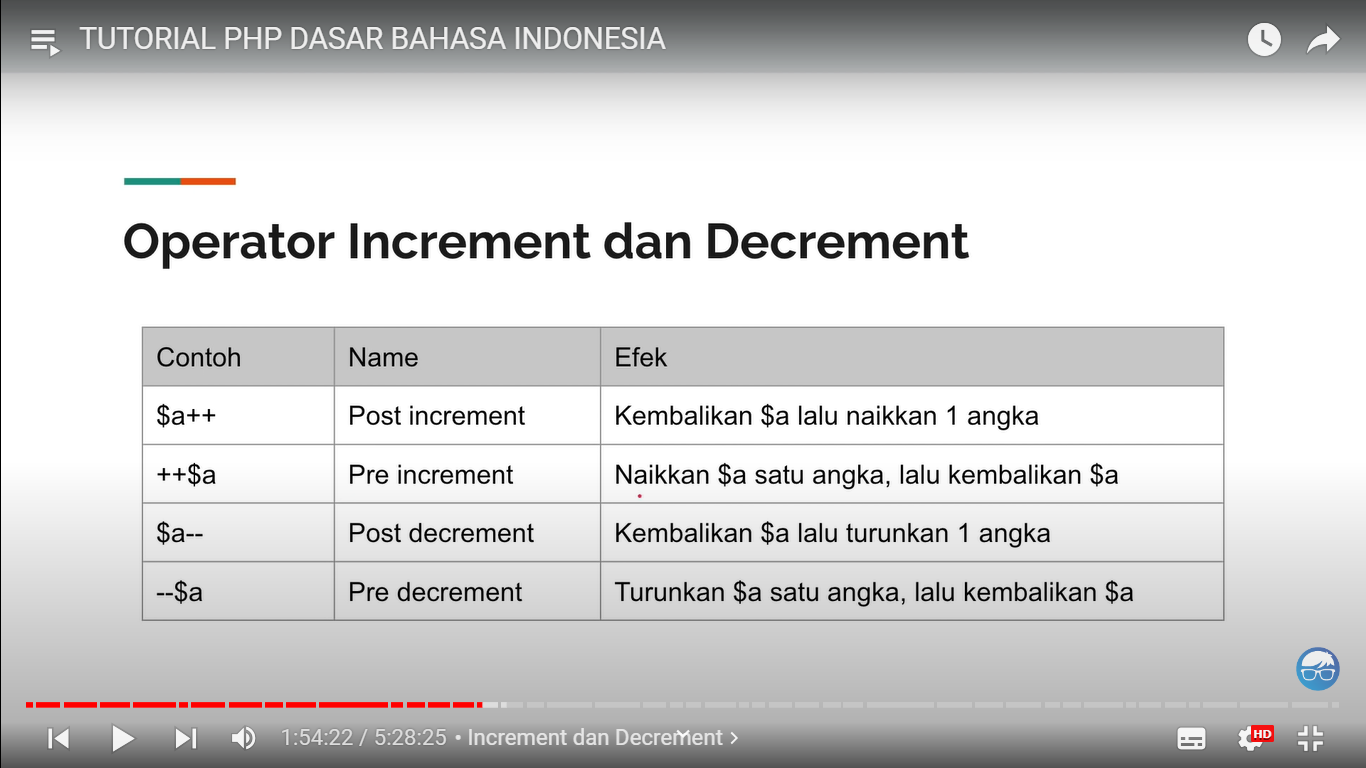 TUTORIAL PHP DASAR BAHASA INDONESIA
Operator Increment dan Decrement
Contoh Name Efek
$a++ Post increment Kembalikan $a lalu naikkan 1 angka
++$a Pre increment Naikkan $a satu angka, lalu kembalikan $a
$a-- Post decrement Kembalikan $a lalu turunkan 1 angka
--$a Pre decrement Turunkan $a satu angka, lalu kembalikan $a
1:54:22 / 5:28:25 • Increment dan Decrement
HD